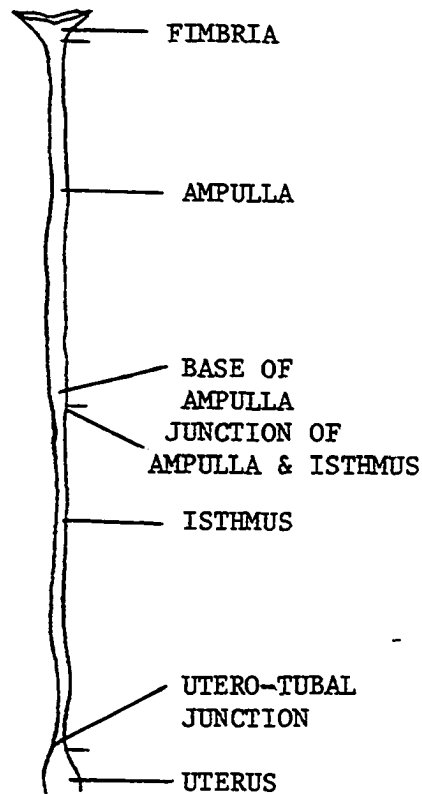 FIMBRIA
AMPULLA
BASE OF
AMPULLA
JUNCTION OF
AMPULLA & ISTHMUS
ISTHMUS
UTERO-TUBAL
JUNCTION
UTERUS